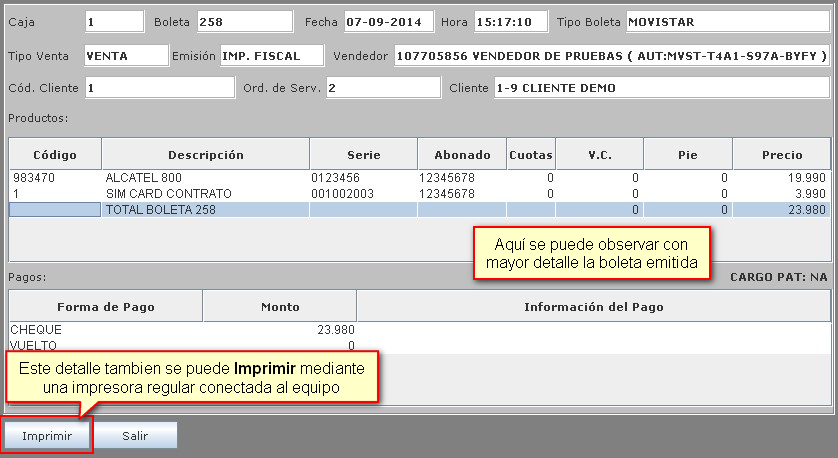 Caja 1 Boleta 258 Fecha 07-09-2014 Hora 15:17:10 Tipo Boleta MOVISTAR
Tipo Venta VENTA Emisión IMP. FISCAL Vendedor 107705856 VENDEDOR DE PRUEBAS ( AUT:MVST-T4A1-S97A-BYFY )
Cód. Cliente 1 Ord. de Serv. 2 Cliente 1-9 CLIENTE DEMO
Productos:
Código Descripción Serie Abonado Cuotas V.C. Pie Precio
983470 ALCATEL 800 0123456 12345678 0 0 0 19.990
1 SIM CARD CONTRATO 001002003 12345678 0 0 0 3.990
TOTAL BOLETA 258 0 0 23.980
Aquí se puede observar con
mayor detalle la boleta emitida
Pagos: CARGO PAT: NA
Forma de Pago Monto Información del Pago
CHEQUE 23.980
VUELTO 0
Este detalle tambien se puede Imprimir mediante
una impresora regular conectada al equipo
Imprimir Salir